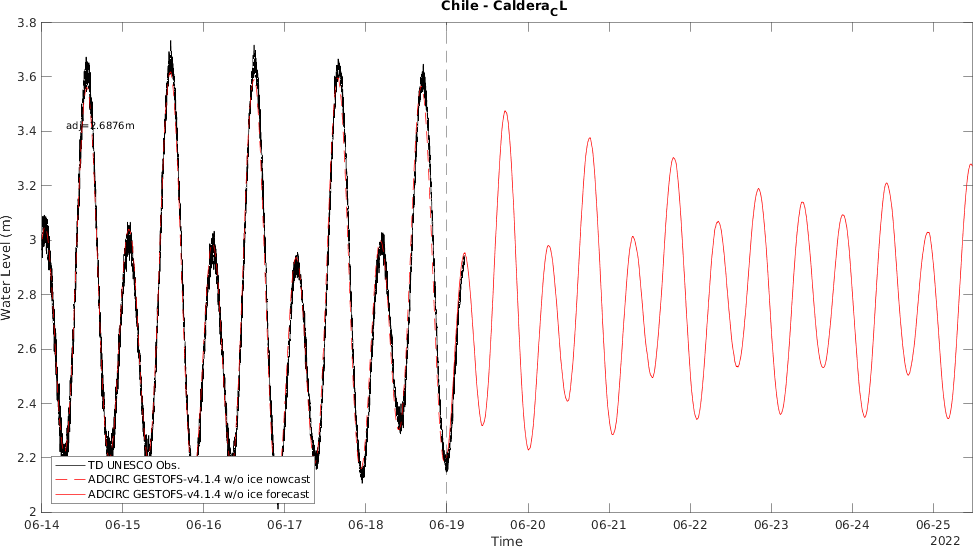 Chile - Caldera_CL
3.8
3.6
adj=2.6876m
3.4
3.2
3
Water Level (m)
2.8
2.6
2.4
2.2
2
TD UNESCO Obs.
ADCIRC GESTOFS-v4.1.4 w/o ice nowcast
ADCIRC GESTOFS-v4.1.4 w/o ice forecast
06-14 06-15 06-16 06-17 06-18 06-19 06-20 06-21 06-22 06-23 06-24 06-25
Time
2022